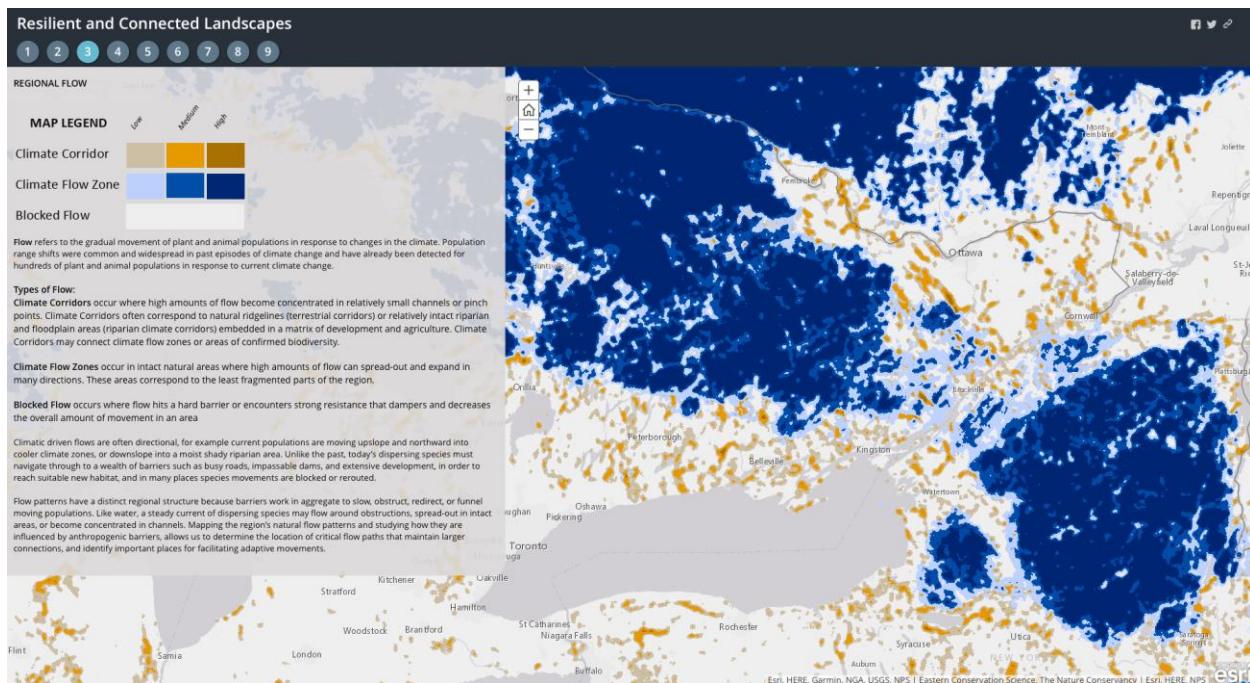 Resilient and Connected Landscapes
1 2 3 4 5 6 7 8 9
REGIONAL FLOW
MAP LEGEND
Low Medium High
Climate Corridor
Climate Flow Zone
Blocked Flow
Flow refers to the gradual movement of plant and animal populations in response to changes in the climate. Population
range shifts were common and widespread in past episodes of climate change and have already been detected for
hundreds of plant and animal populations in response to current climate change.
Types of Flow:
Climate Corridors occur where high amounts of flow become concentrated in relatively small channels or pinch
points. Climate Corridors often correspond to natural ridgelines (terrestrial corridors) or relatively intact riparian
and floodplain areas (riparian climate corridors) embedded in a matrix of development and agriculture. Climate
Corridors may connect climate flow zones or areas of confirmed biodiversity.
Climate Flow Zones occur in intact natural areas where high amounts of flow can spread-out and expand in
many directions. These areas correspond to the least fragmented parts of the region.
Blocked Flow occurs where flow hits a hard barrier or encounters strong resistance that dampers and decreases
the overall amount of movement in an area
Climatic driven flows are often directional, for example current populations are moving upslope and northward into
cooler climate zones, or downslope into a moist shady riparian area. Unlike the past, today's dispersing species must
navigate through to a wealth of barriers such as busy roads, impassable dams, and extensive development, in order to
reach suitable new habitat, and in many places species movements are blocked or rerouted.
Flow patterns have a distinct regional structure because barriers work in aggregate to slow, obstruct, redirect, or funnel
moving populations. Like water, a steady current of dispersing species may flow around obstructions, spread-out in intact
areas, or become concentrated in channels. Mapping the region's natural flow patterns and studying how they are
influenced by anthropogenic barriers, allows us to determine the location of critical flow paths that maintain larger
connections, and identify important places for facilitating adaptive movements.
+
−
Mont-
Tremblant
Joliette
Pembroke
Repentig
Laval Longueuil
Ottawa
St-J
Salaberry-de-
Valleyfield
Huntsville
Cornwall
Plattsburg
Orillia
Brockville
Peterborough
Kingston
Belleville
Watertown
Oshawa
ughan
Pickering
Toronto
uga
Oakville
Kitchener
Stratford
Hamilton
St Catharines
Niagara Falls
Rochester
Woodstock
Brantford
Utica
Saratoga
Springs
Syracuse
Flint
Sarnia
London
NEW YORK
Auburn
Buffalo
Esri, HERE, Garmin, NGA, USGS, NPS | Eastern Conservation Science, The Nature Conservancy | Esri, HERE, NPS
esri